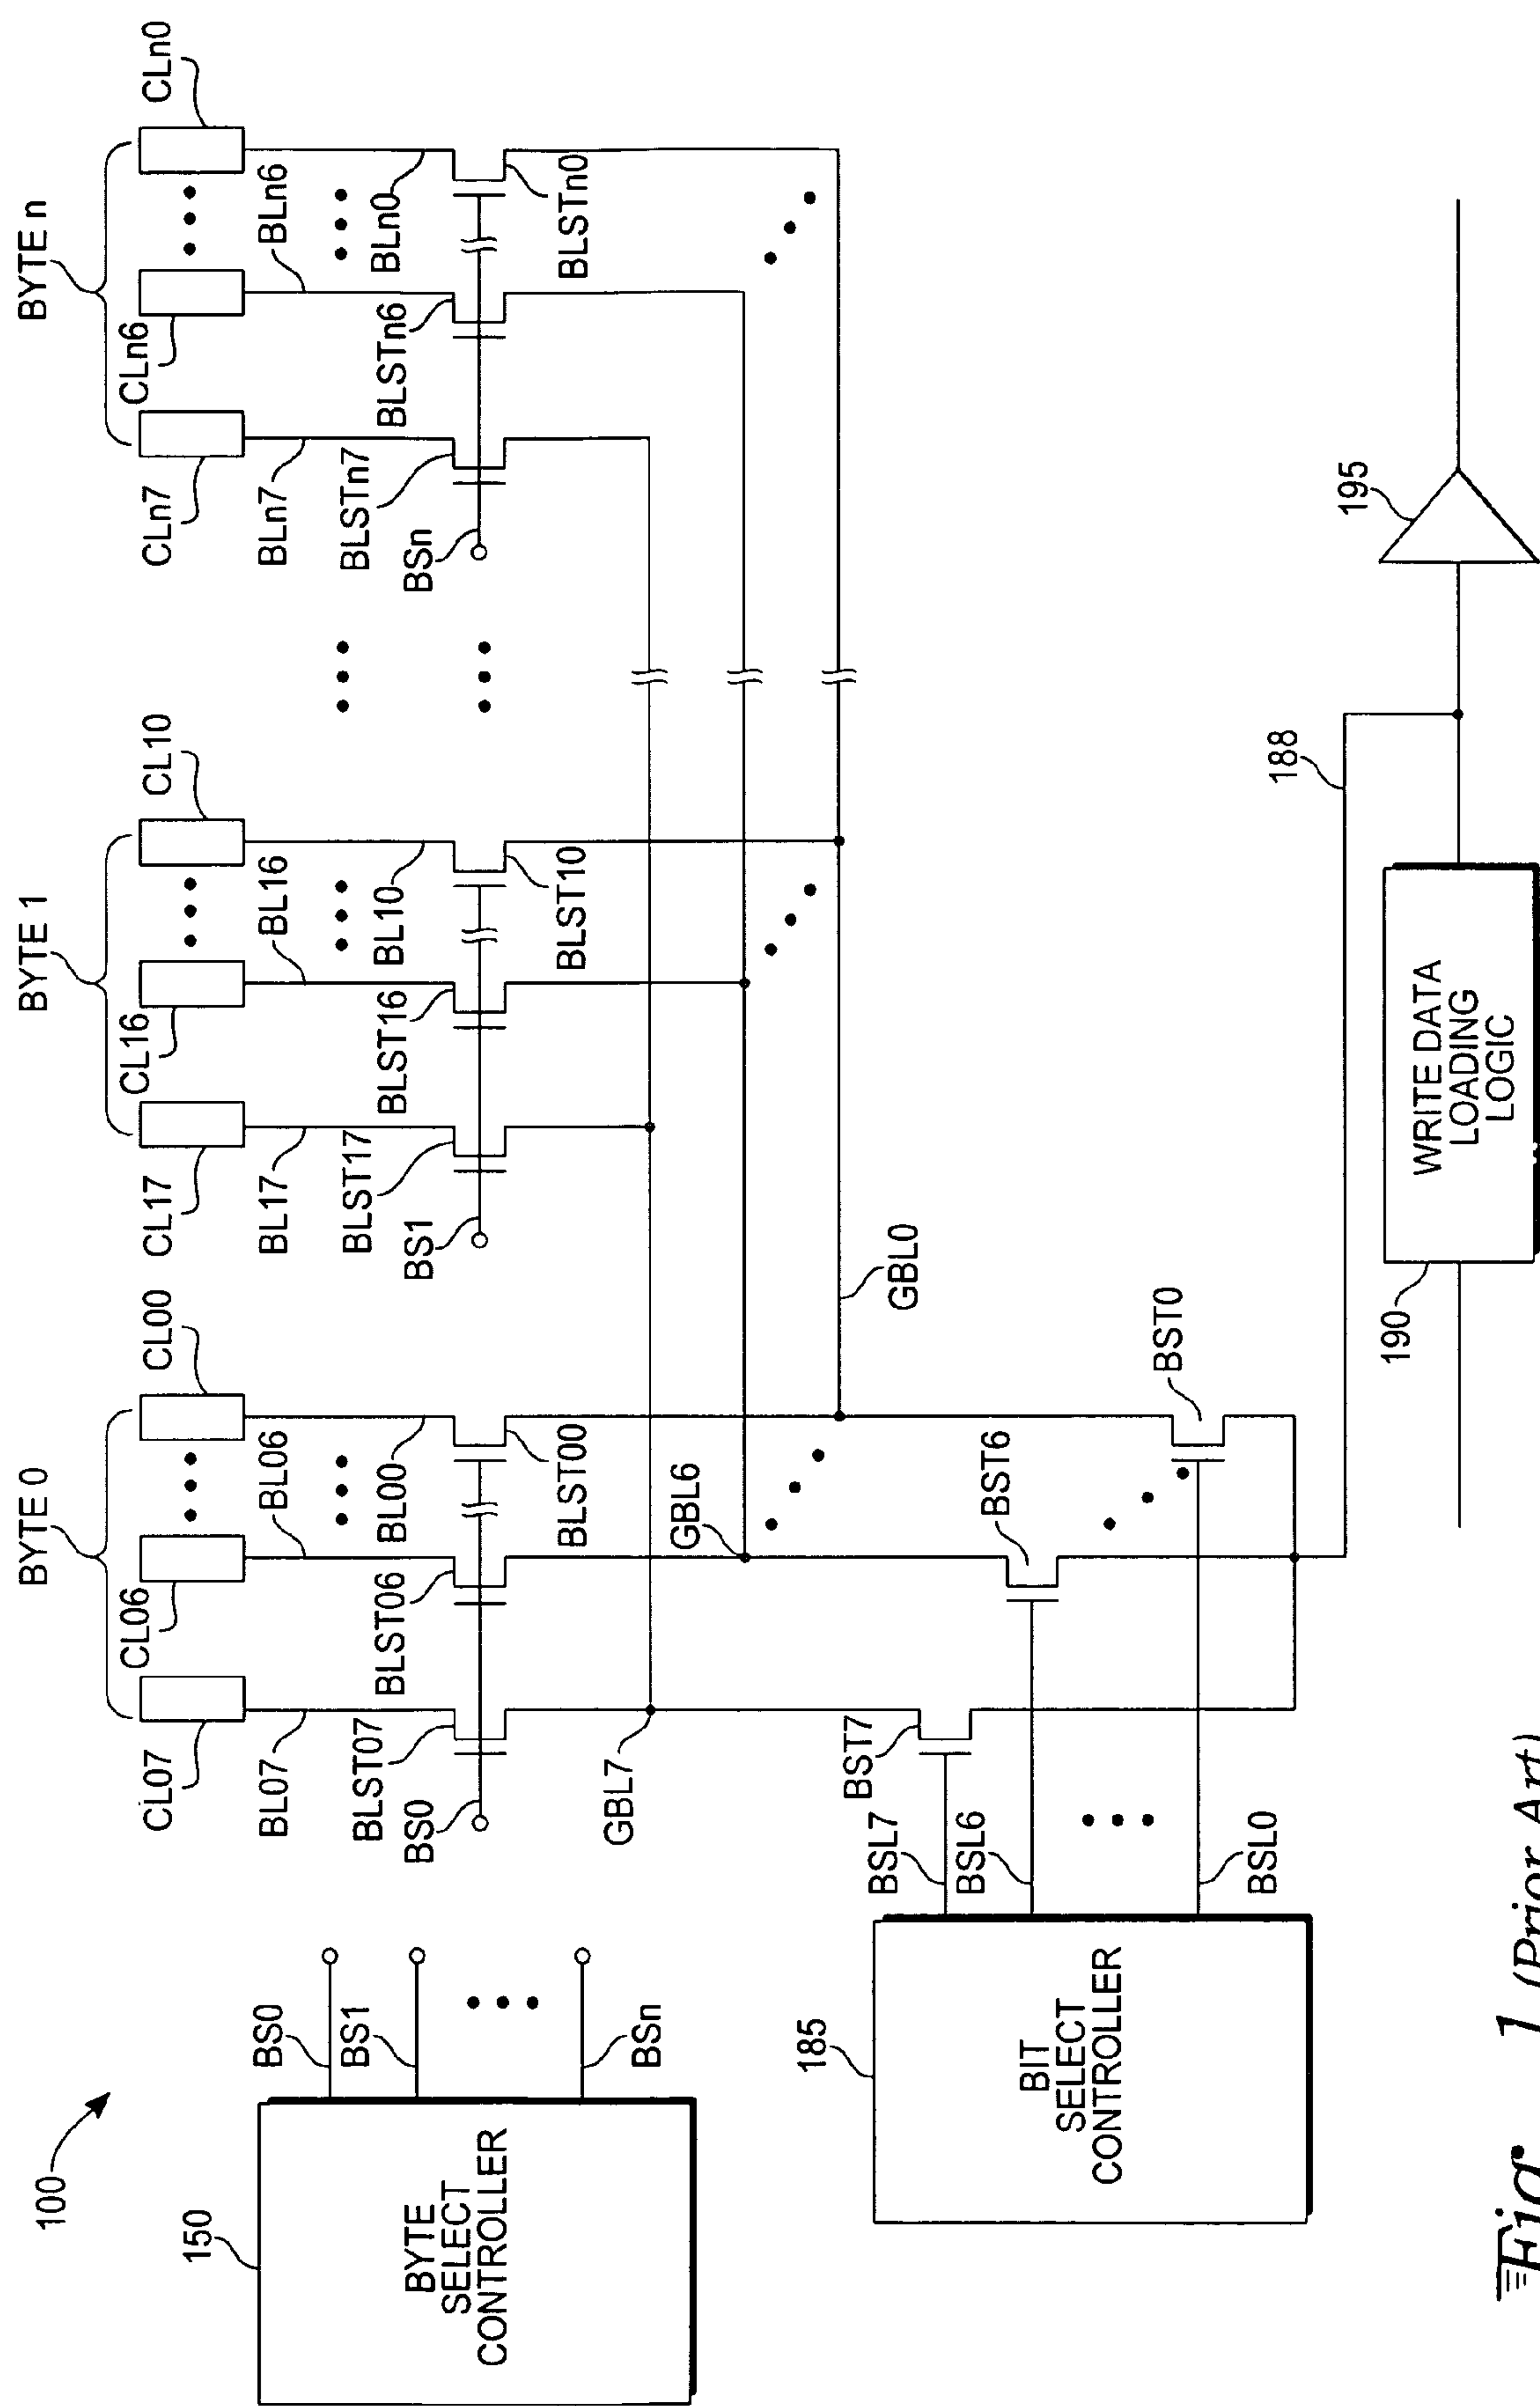 100
BYTE 0
BYTE 1
BYTE n
CL07
CL06
CL00
CL17
CL16
CL10
CLn7
CLn6
CLn0
BL07
BL06
BL00
BL17
BL16
BL10
BLn7
BLn6
BLn0
BLST07
BLST06
BLST00
BLST17
BLST16
BLST10
BLSTn7
BLSTn6
BLSTn0
BS0
BS1
BSn
150
BYTE
SELECT
CONTROLLER
BS0
BS1
BSn
GBL7
GBL6
GBL0
185
BIT
SELECT
CONTROLLER
BSL7
BSL6
BSL0
BST7
BST6
BST0
188
195
190
WRITE DATA
LOADING
LOGIC
Fig. 1 (Prior Art)